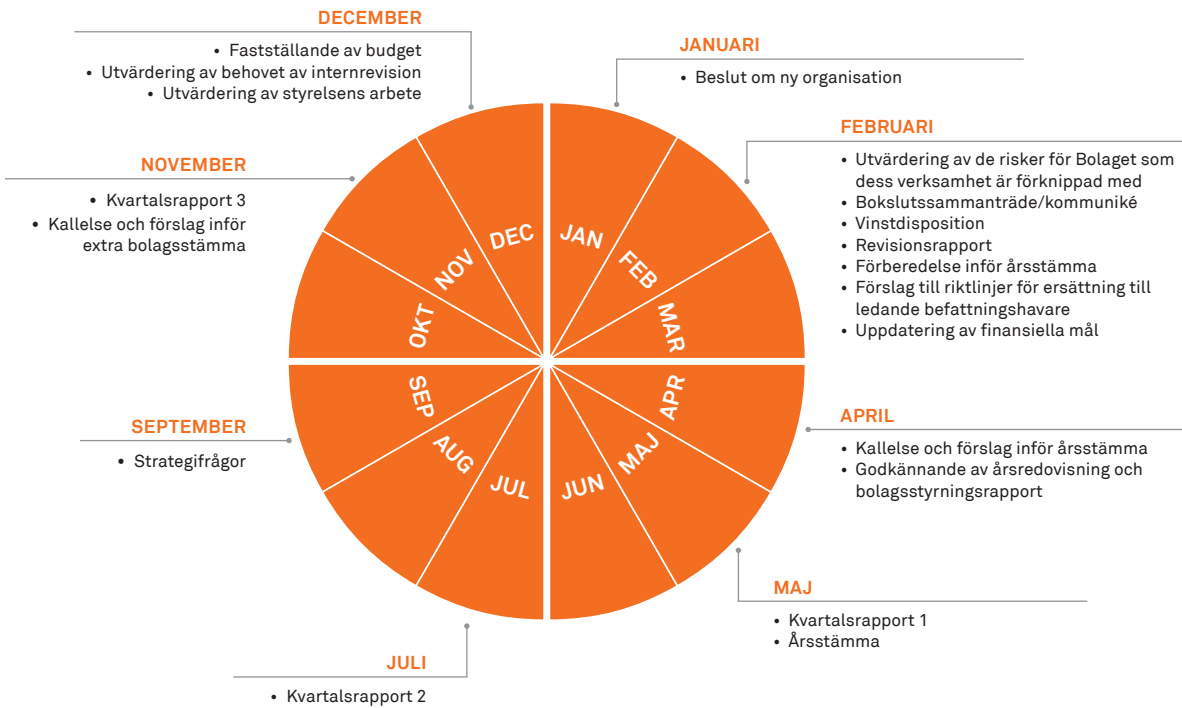 JANUARI
• Beslut om ny organisation
FEBRUARI
• Utvärdering av de risker för Bolaget som
dess verksamhet är förknippad med
• Bokslutssammanträde/kommuniké
• Vinstdisposition
• Revisionsrapport
• Förberedelse inför årsstämma
• Förslag till riktlinjer för ersättning till
ledande befattningshavare
• Uppdatering av finansiella mål
APRIL
• Kallelse och förslag inför årsstämma
• Godkännande av årsredovisning och
bolagsstyrningsrapport
MAJ
• Kvartalsrapport 1
• Årsstämma
JULI
• Kvartalsrapport 2
SEPTEMBER
• Strategifrågor
NOVEMBER
• Kvartalsrapport 3
• Kallelse och förslag inför
extra bolagsstämma
DECEMBER
• Fastställande av budget
• Utvärdering av behovet av internrevision
• Utvärdering av styrelsens arbete
JAN
FEB
MAR
APR
MAJ
JUN
JUL
AUG
SEP
OKT
NOV
DEC